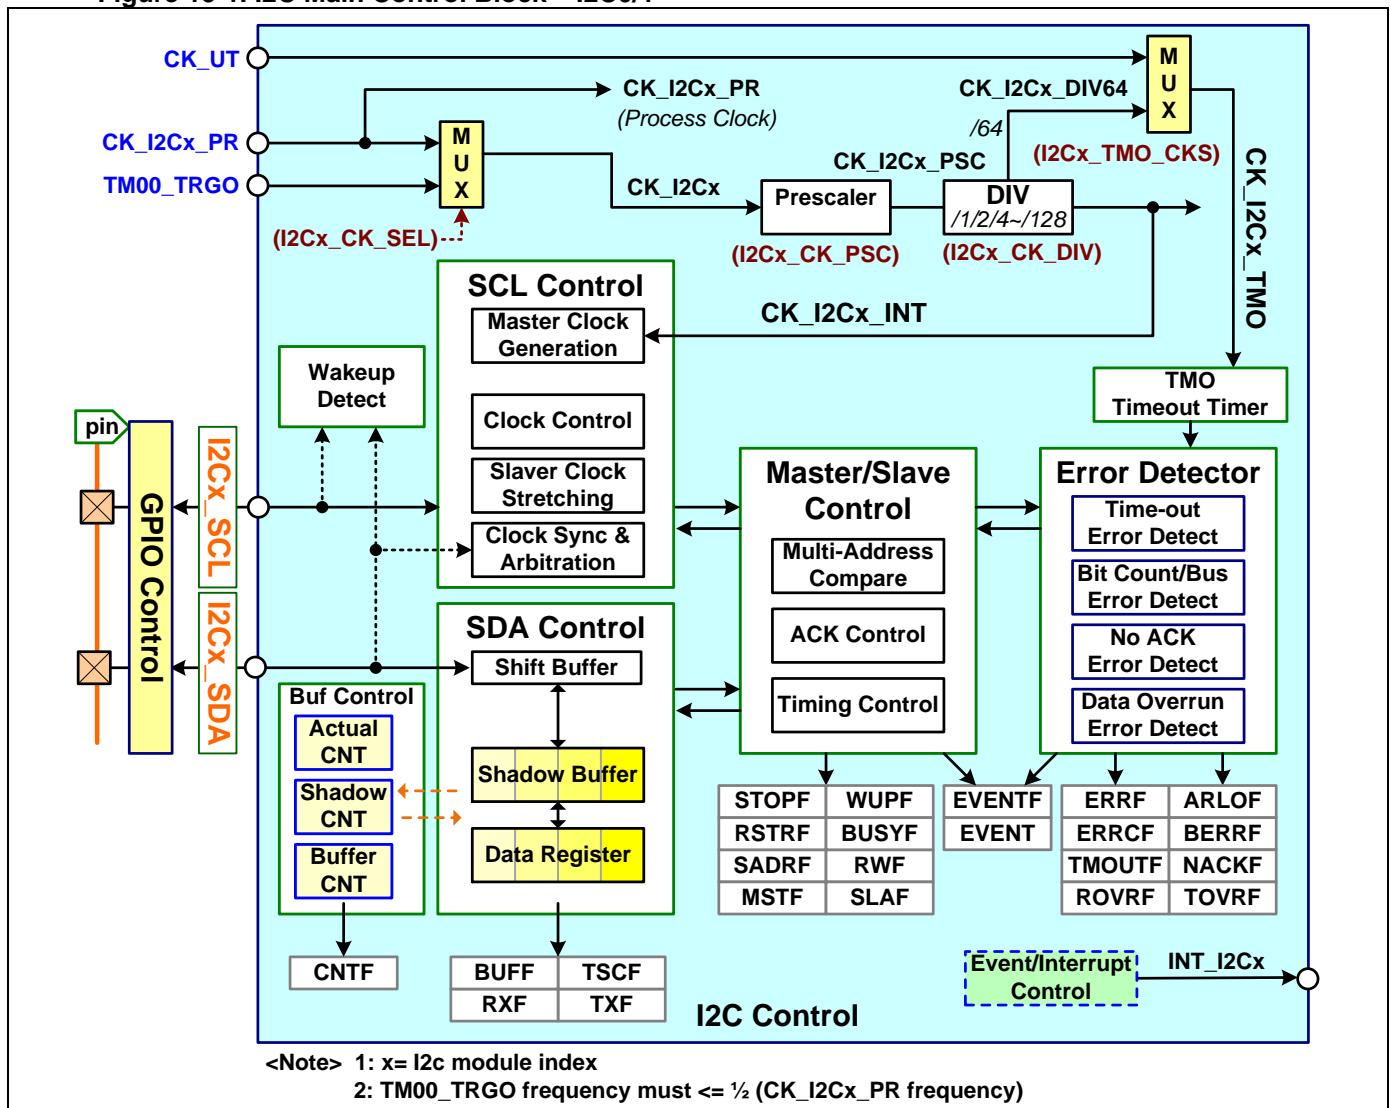 CK_UT
CK_I2Cx_PR
TM00_TRGO
CK_I2Cx_PR
(Process Clock)
MUX
(I2Cx_CK_SEL)
CK_I2Cx
Prescaler
(I2Cx_CK_PSC)
CK_I2Cx_PSC
DIV
/1/2/4~/128
(I2Cx_CK_DIV)
/64
CK_I2Cx_DIV64
MUX
(I2Cx_TMO_CKS)
CK_I2Cx_TMO
CK_I2Cx_INT
TMO
Timeout Timer
SCL Control
Master Clock
Generation
Clock Control
Slaver Clock
Stretching
Clock Sync &
Arbitration
Wakeup
Detect
pin
GPIO Control
I2Cx_SCL
I2Cx_SDA
SDA Control
Shift Buffer
Shadow Buffer
Data Register
Buf Control
Actual
CNT
Shadow
CNT
Buffer
CNT
CNTF
BUFF TSCF
RXF TXF
Master/Slave
Control
Multi-Address
Compare
ACK Control
Timing Control
Error Detector
Time-out
Error Detect
Bit Count/Bus
Error Detect
No ACK
Error Detect
Data Overrun
Error Detect
STOPF WUPF
RSTRF BUSYF
SADRF RWF
MSTF SLAF
EVENTF
EVENT
ERRF ARLOF
ERRCF BERRF
TMOUTF NACKF
ROVRF TOVRF
Event/Interrupt
Control
INT_I2Cx
I2C Control
<Note> 1: x= I2c module index
2: TM00_TRGO frequency must <= ½ (CK_I2Cx_PR frequency)